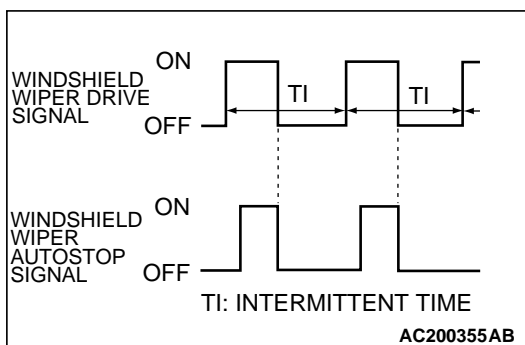 ON
WINDSHIELD
WIPER DRIVE
SIGNAL
TI
TI
OFF
ON
WINDSHIELD
WIPER
AUTOSTOP
SIGNAL
OFF
TI: INTERMITTENT TIME
AC200355AB